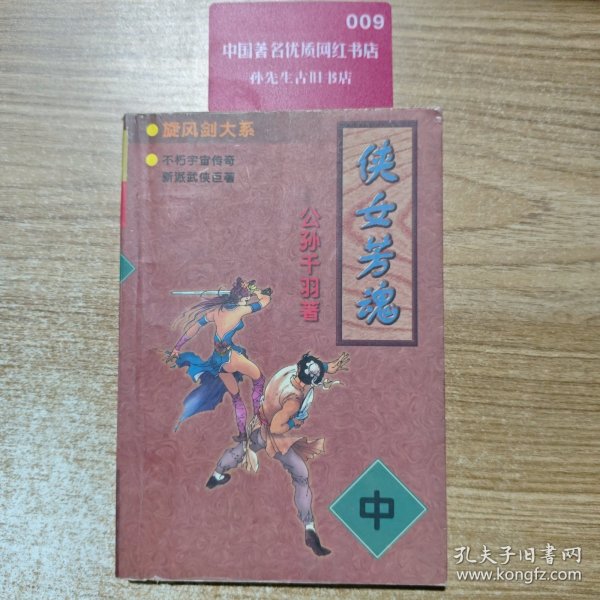 009
中国著名优质网红书店
孙先生古旧书店
旋风剑大系
不朽宇宙传奇
新派武侠巨著
侠女芳魂
公孙千羽著
中
孔夫子旧书网
www.kongfz.com